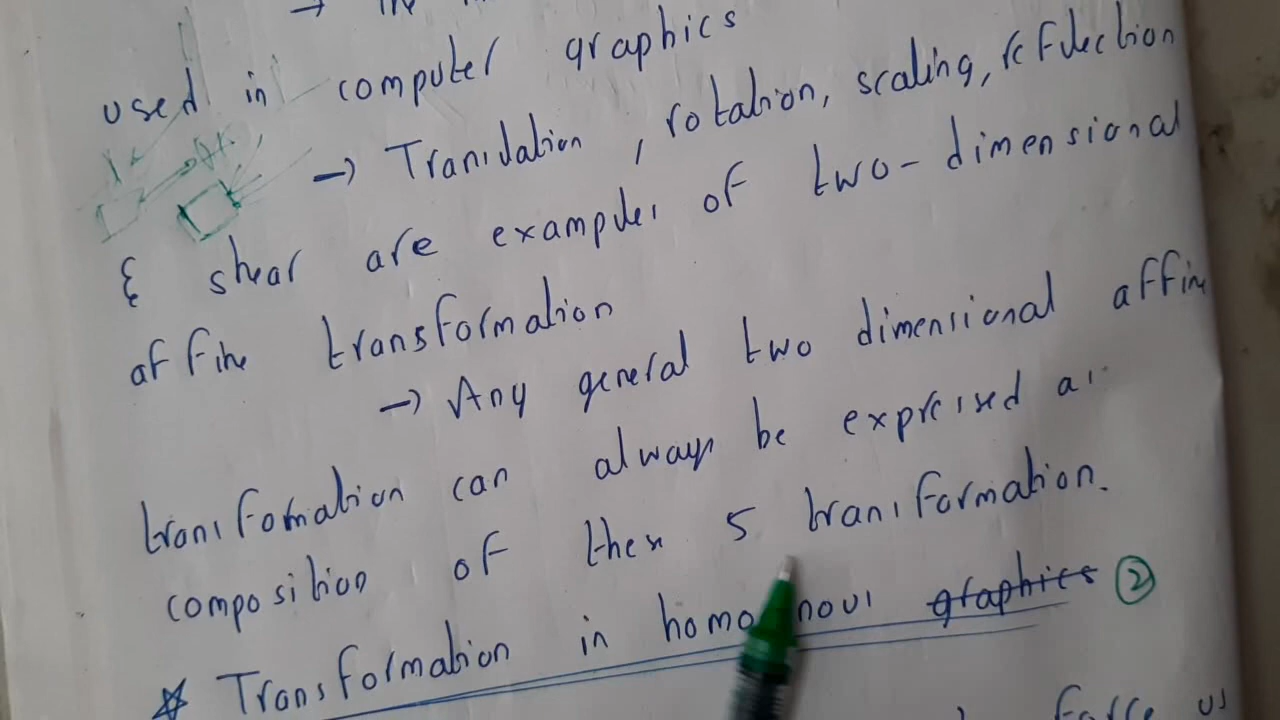 used in computer graphics
→ Translation, rotation, scaling, reflection
& shear are examples of two-dimensional
affine transformation
→ Any general two dimensional affine
transformation can always be expressed as
composition of these 5 transformation.
☆ Transformation in graphics ②
us